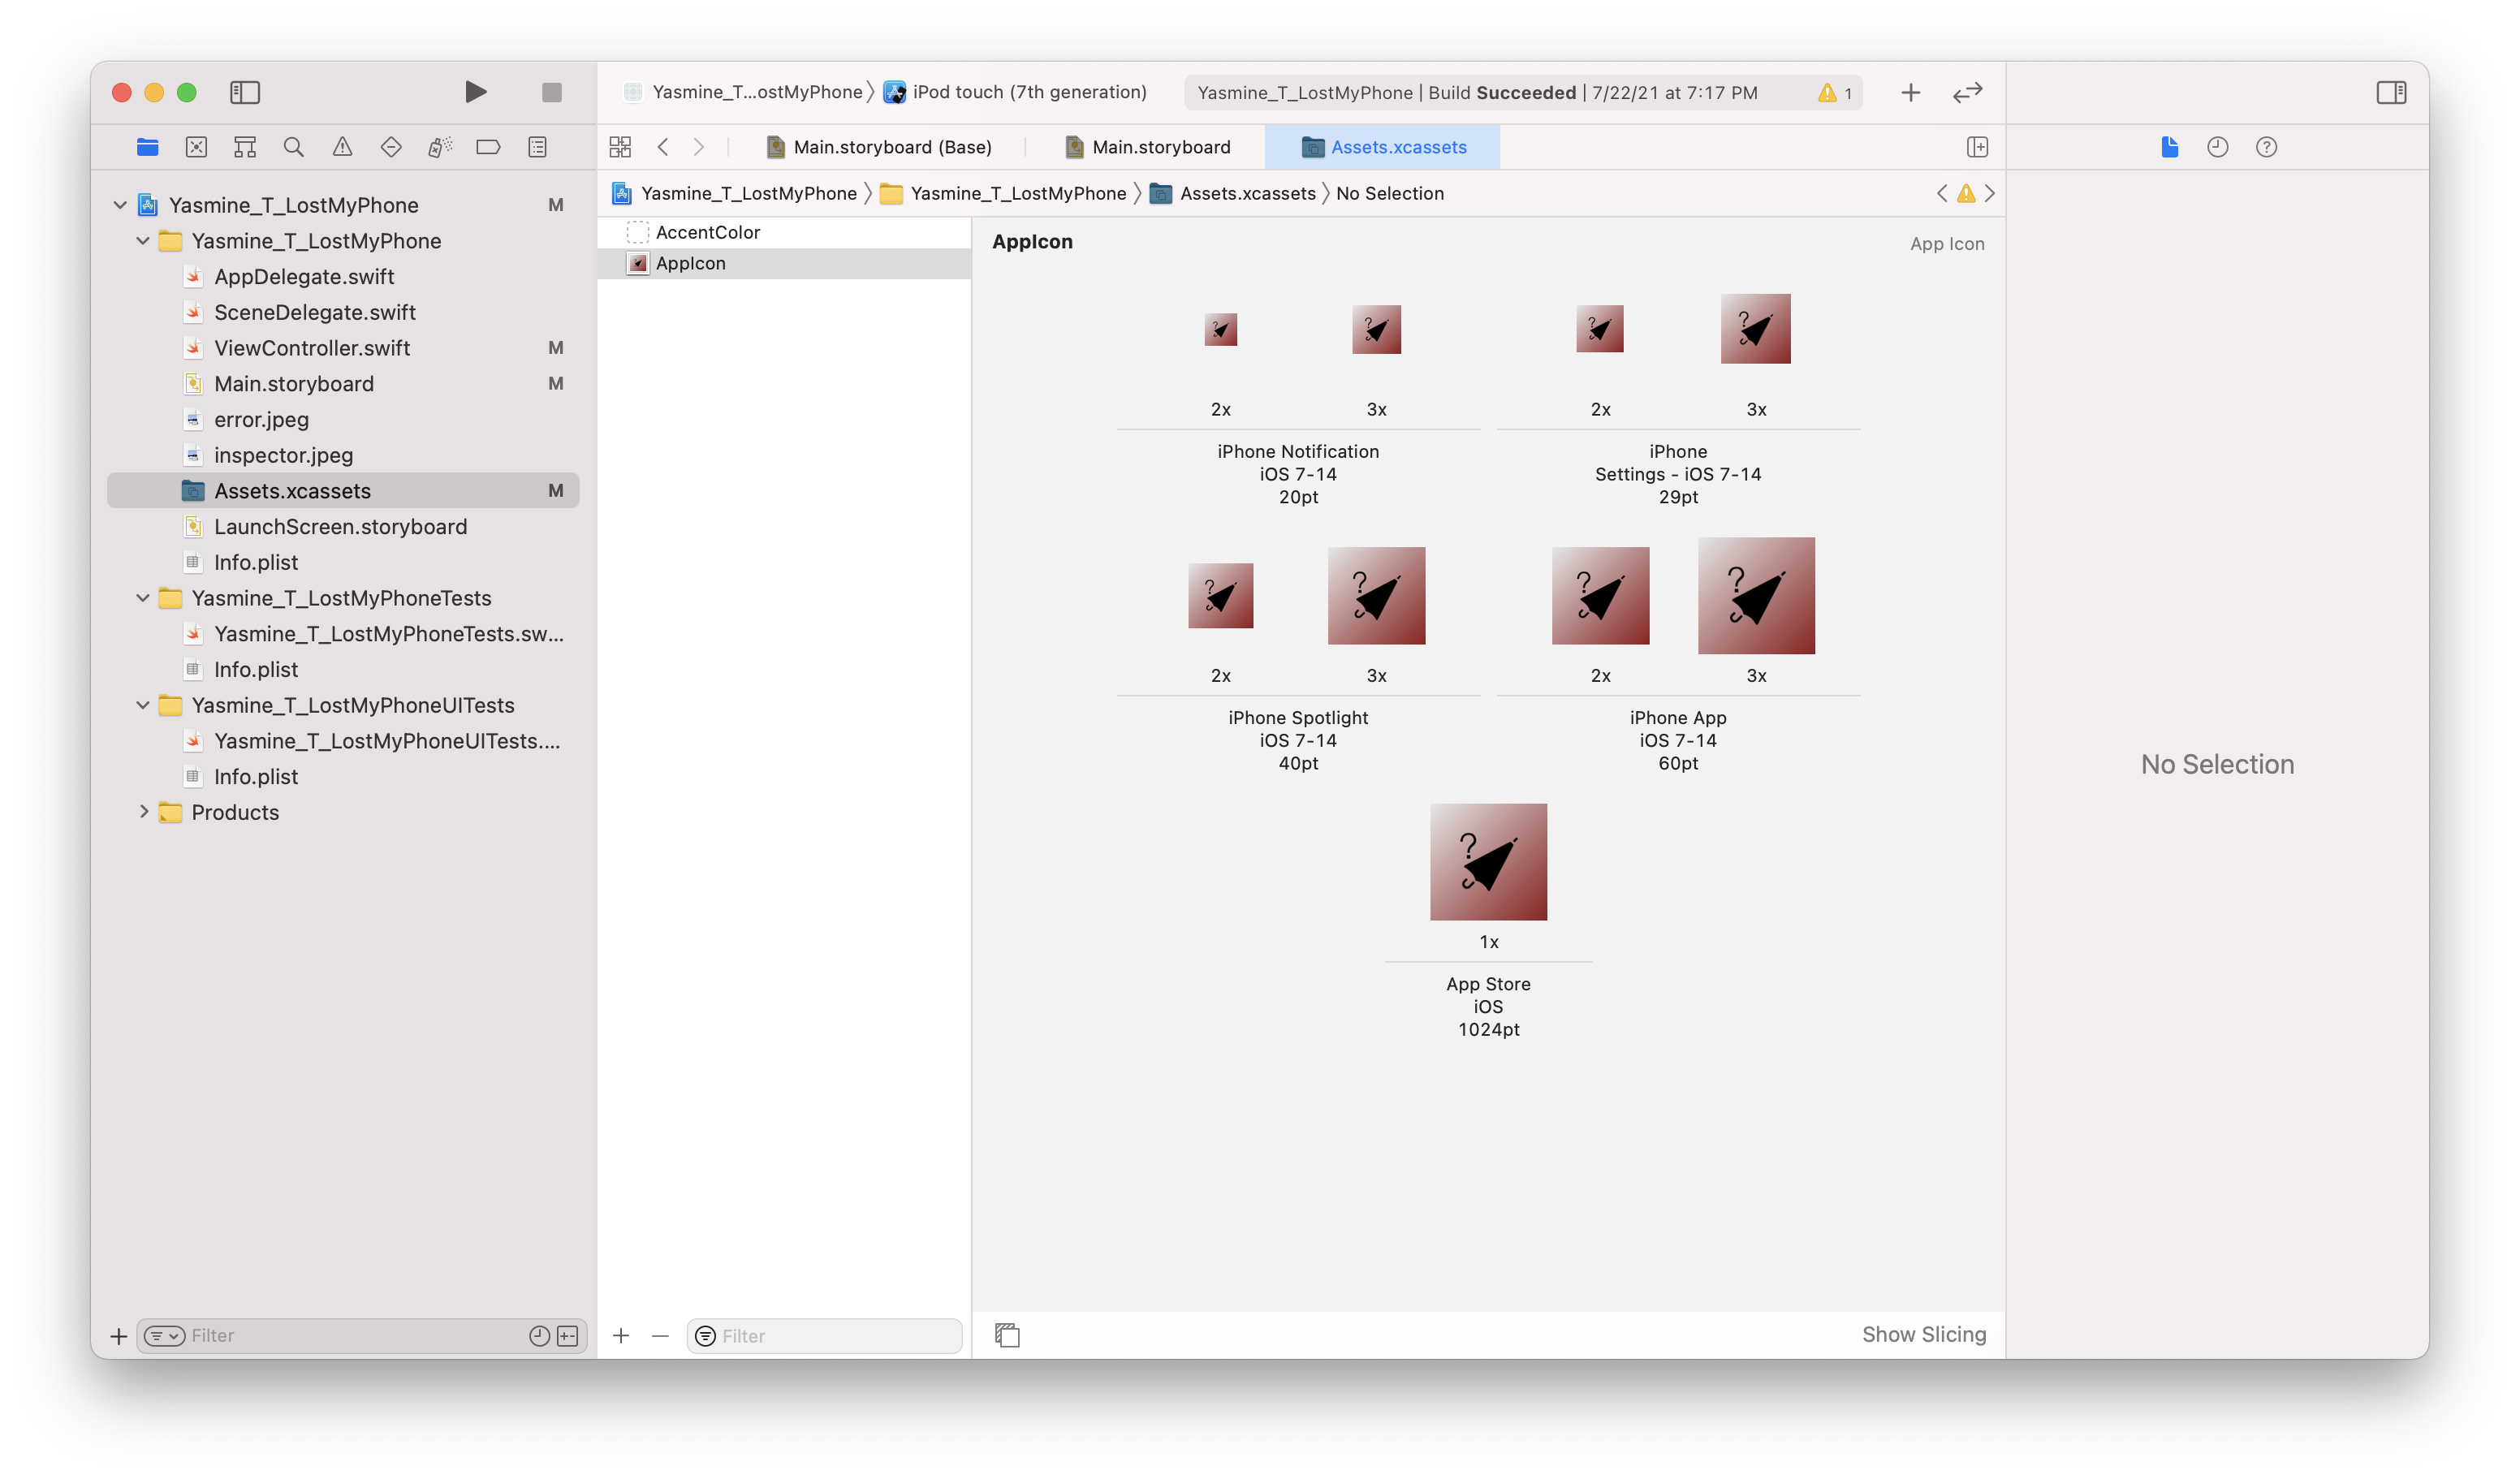 Yasmine_T...ostMyPhone
iPod touch (7th generation)
Yasmine_T_LostMyPhone | Build Succeeded | 7/22/21 at 7:17 PM
1
Main.storyboard (Base)
Main.storyboard
Assets.xcassets
Yasmine_T_LostMyPhone
Yasmine_T_LostMyPhone
Assets.xcassets
No Selection
Yasmine_T_LostMyPhone M
Yasmine_T_LostMyPhone
AppDelegate.swift
SceneDelegate.swift
ViewController.swift M
Main.storyboard M
error.jpeg
inspector.jpeg
Assets.xcassets M
LaunchScreen.storyboard
Info.plist
Yasmine_T_LostMyPhoneTests
Yasmine_T_LostMyPhoneTests.sw...
Info.plist
Yasmine_T_LostMyPhoneUITests
Yasmine_T_LostMyPhoneUITests....
Info.plist
Products
Filter
AccentColor
AppIcon
Filter
AppIcon
App Icon
?
?
?
?
2x
3x
2x
3x
iPhone Notification
iOS 7-14
20pt
iPhone
Settings - iOS 7-14
29pt
?
?
?
?
2x
3x
2x
3x
iPhone Spotlight
iOS 7-14
40pt
iPhone App
iOS 7-14
60pt
?
1x
App Store
iOS
1024pt
Show Slicing
No Selection